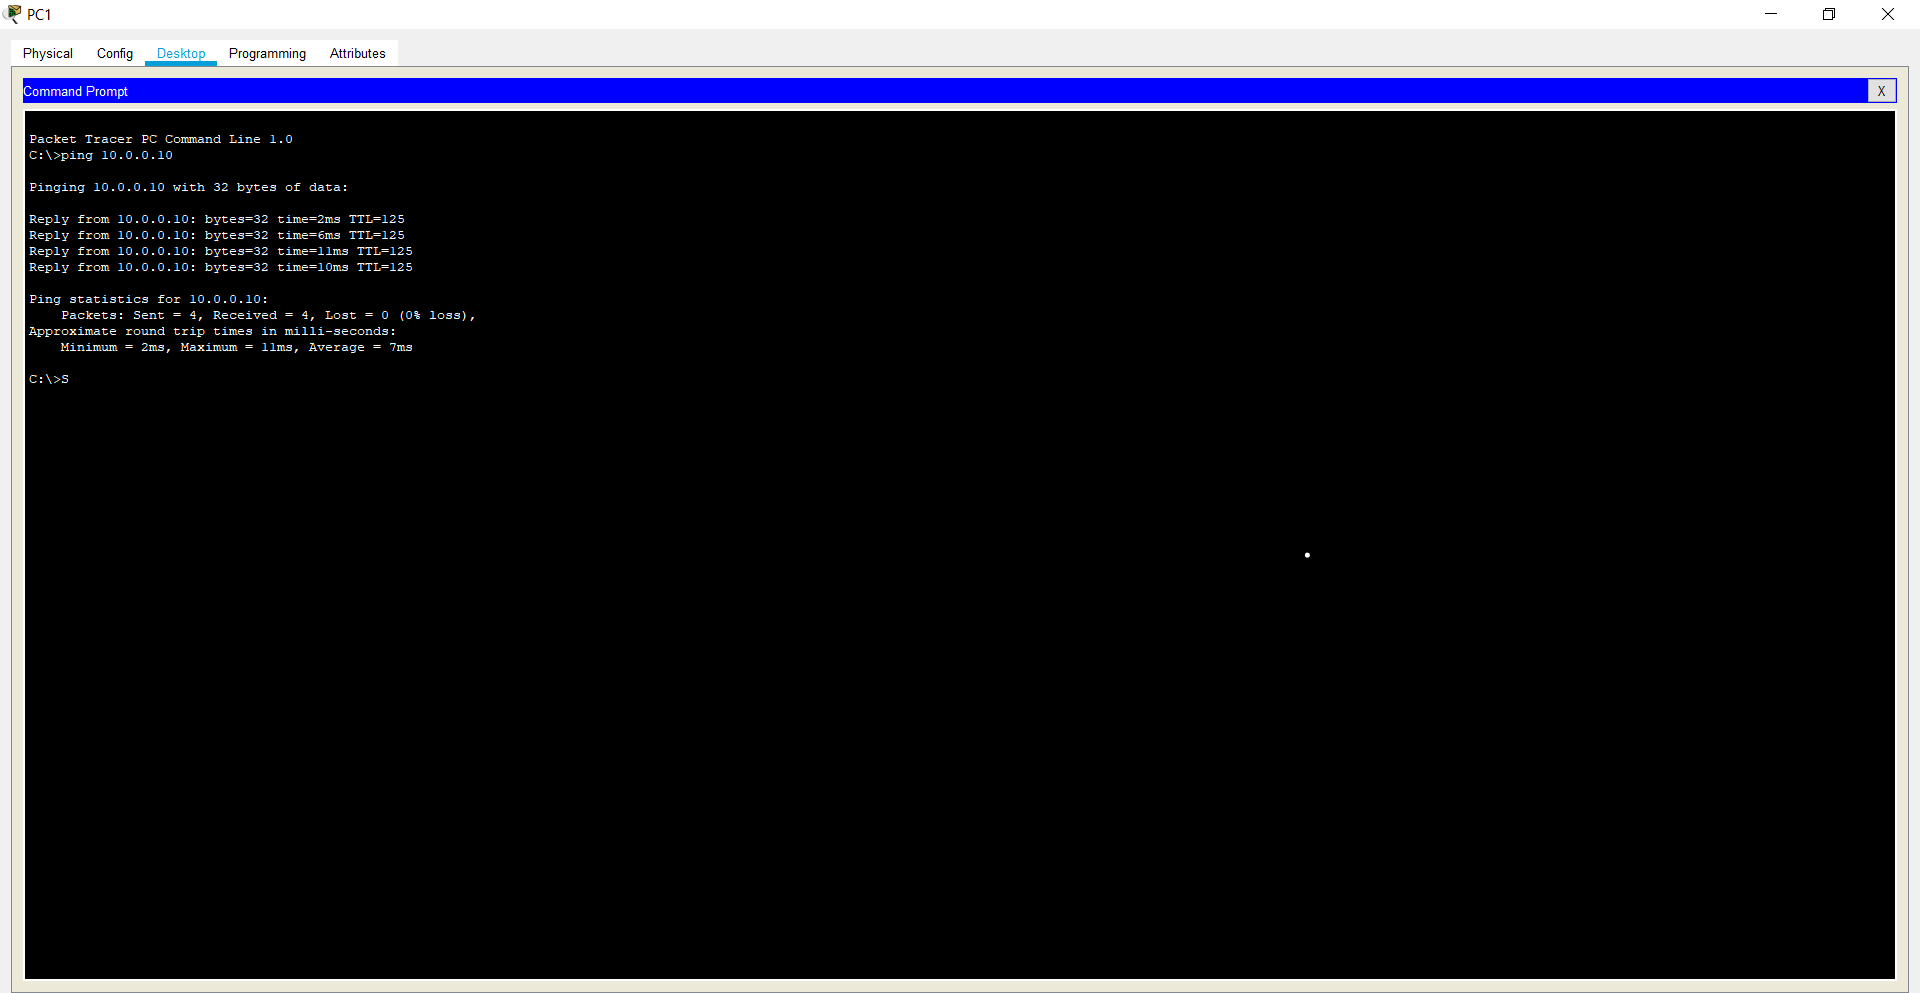 PC1
Physical Config Desktop Programming Attributes
Command Prompt X
Packet Tracer PC Command Line 1.0
C:\>ping 10.0.0.10
Pinging 10.0.0.10 with 32 bytes of data:
Reply from 10.0.0.10: bytes=32 time=2ms TTL=125
Reply from 10.0.0.10: bytes=32 time=6ms TTL=125
Reply from 10.0.0.10: bytes=32 time=11ms TTL=125
Reply from 10.0.0.10: bytes=32 time=10ms TTL=125
Ping statistics for 10.0.0.10:
Packets: Sent = 4, Received = 4, Lost = 0 (0% loss),
Approximate round trip times in milli-seconds:
Minimum = 2ms, Maximum = 11ms, Average = 7ms
C:\>S